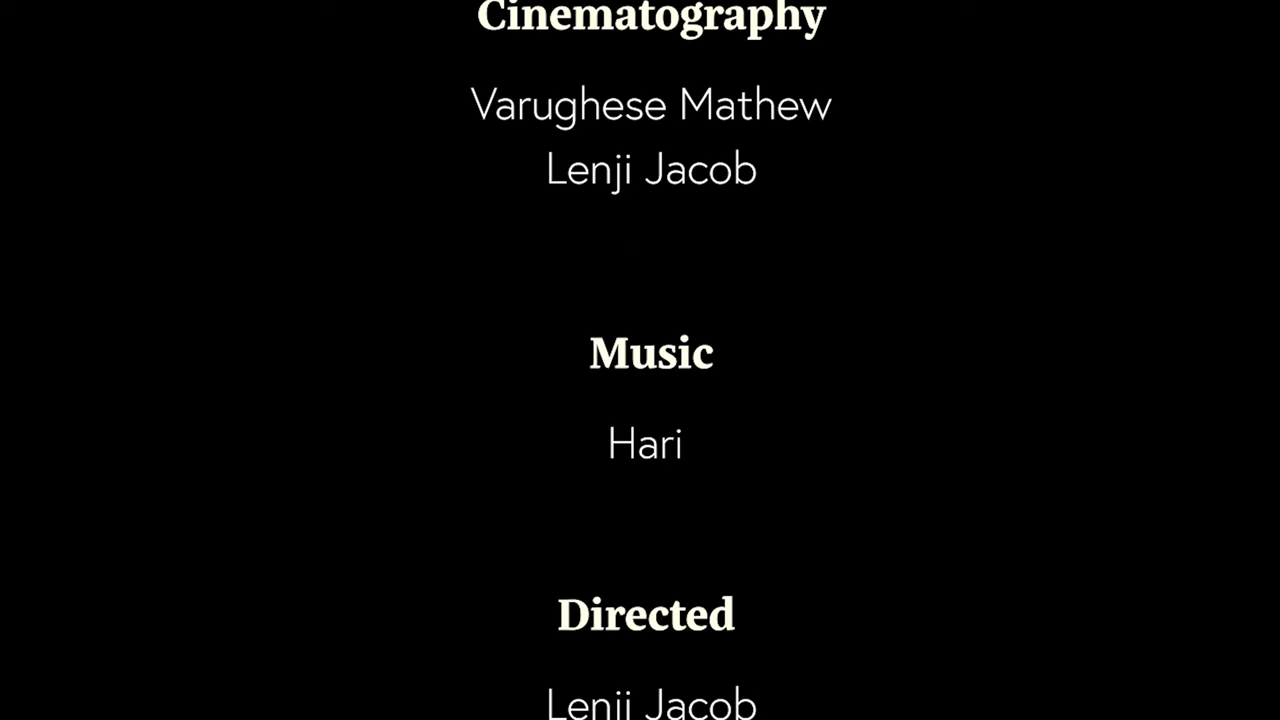 Cinematography
Varughese Mathew
Lenji Jacob
Music
Hari
Directed
Lenji Jacob